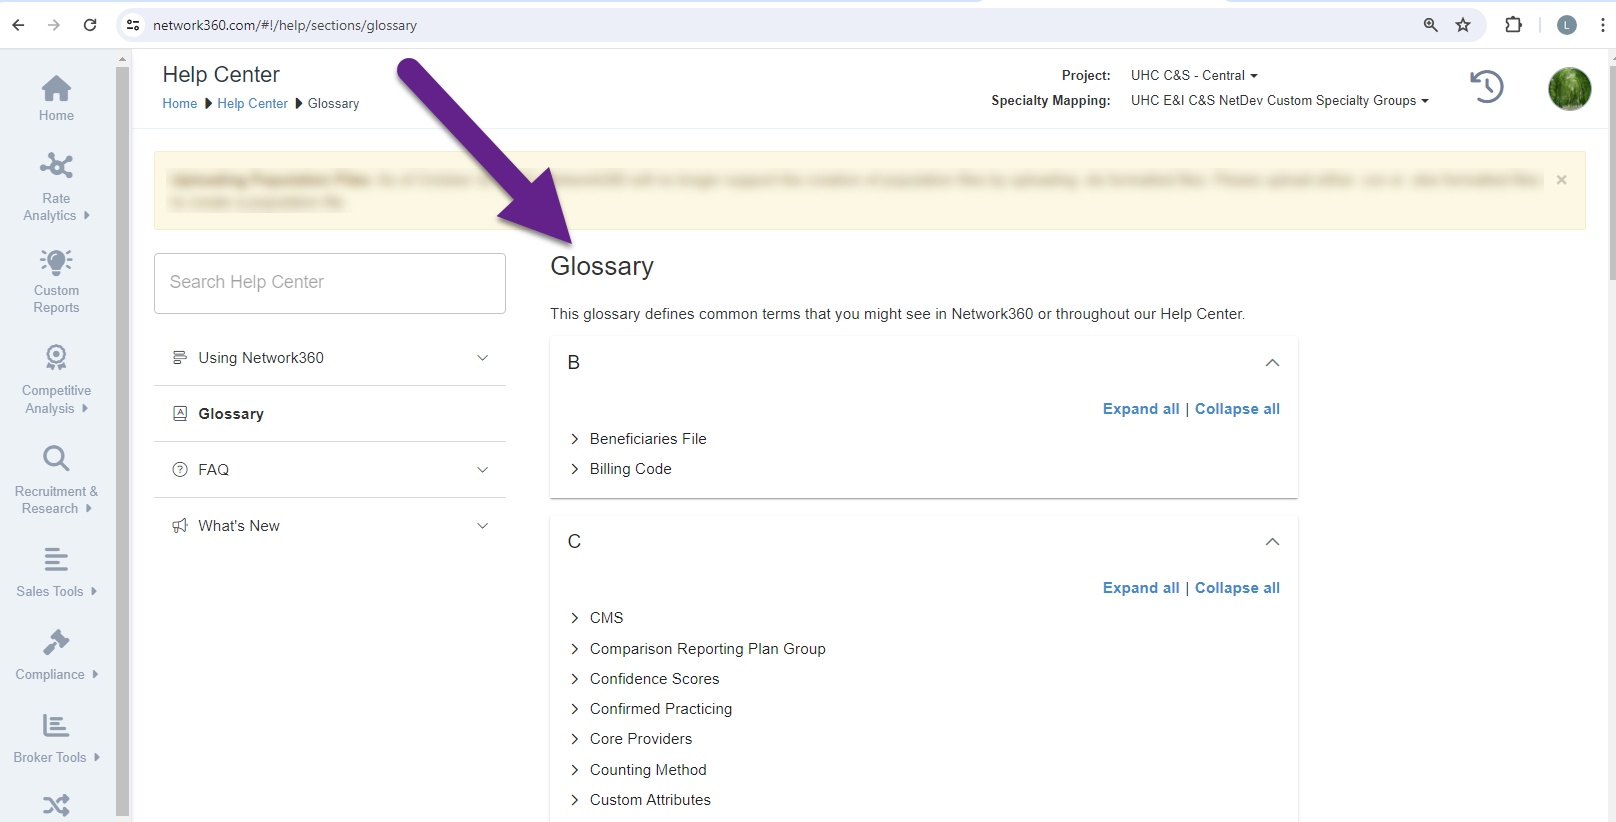 network360.com/#!/help/sections/glossary
L
Home
Rate
Analytics
Custom
Reports
Competitive
Analysis
Recruitment &
Research
Sales Tools
Compliance
Broker Tools
Help Center
Home Help Center Glossary
Project: UHC C&S - Central
Specialty Mapping: UHC E&I C&S NetDev Custom Specialty Groups
Search Help Center
Using Network360
Glossary
FAQ
What's New
Glossary
This glossary defines common terms that you might see in Network360 or throughout our Help Center.
B
Expand all | Collapse all
Beneficiaries File
Billing Code
C
Expand all | Collapse all
CMS
Comparison Reporting Plan Group
Confidence Scores
Confirmed Practicing
Core Providers
Counting Method
Custom Attributes